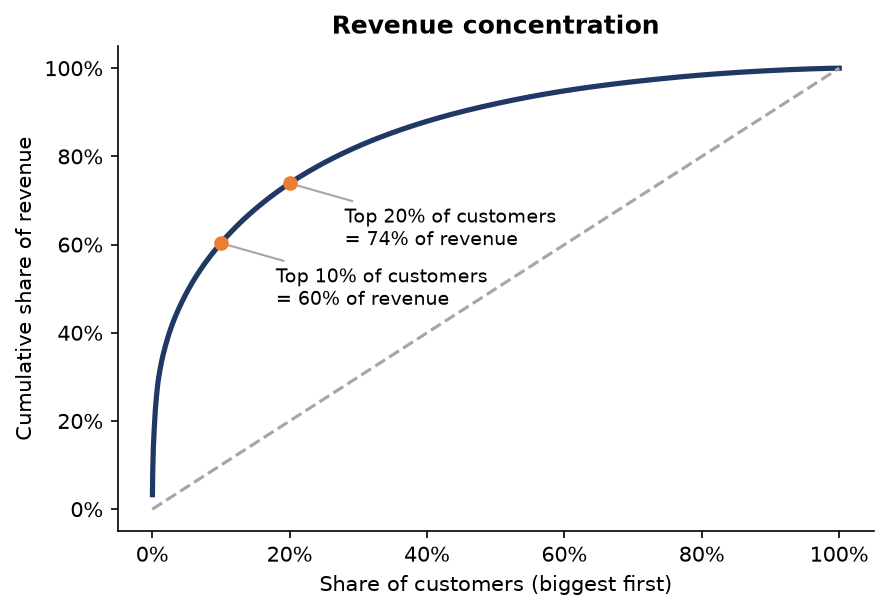 Revenue concentration
100%
80%
60%
40%
20%
0%
Cumulative share of revenue
Top 20% of customers
= 74% of revenue
Top 10% of customers
= 60% of revenue
0%
20%
40%
60%
80%
100%
Share of customers (biggest first)